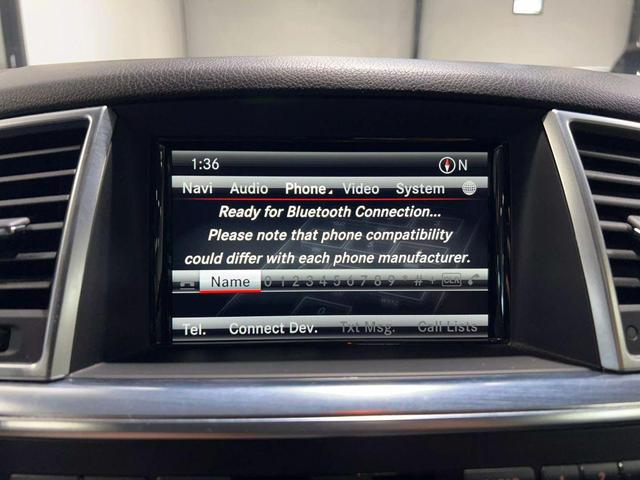 1:36 N
Navi Audio Phone Video System
Ready for Bluetooth Connection...
Please note that phone compatibility
could differ with each phone manufacturer.
Name 0 1 2 3 4 5 6 7 8 9 * # + CLR
Tel. Connect Dev. Txt Msg. Call Lists